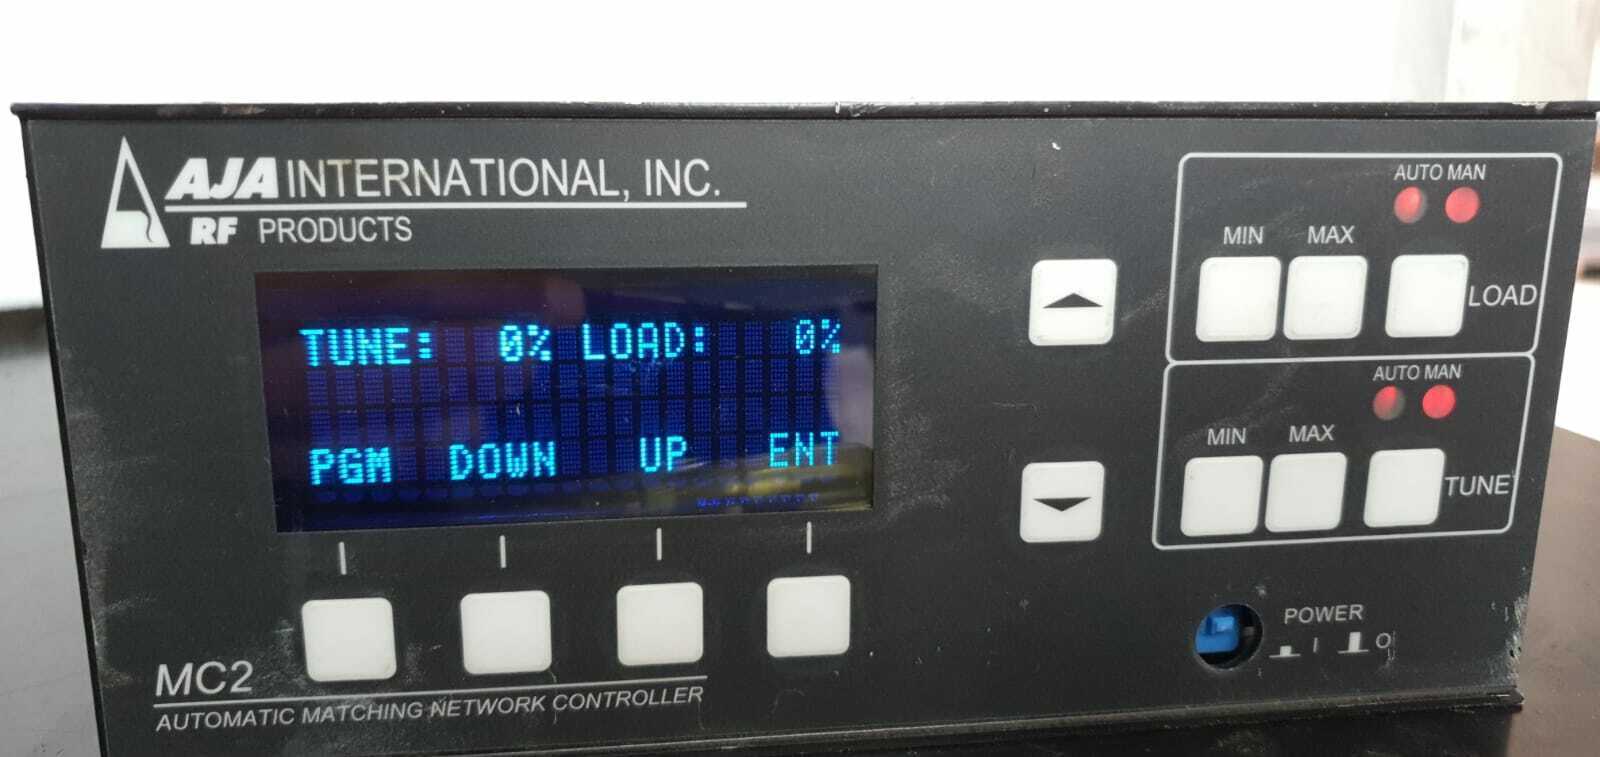 AJA INTERNATIONAL, INC.
RF PRODUCTS
TUNE: 0% LOAD: 0%
PGM DOWN UP ENT
MC2
AUTOMATIC MATCHING NETWORK CONTROLLER
AUTO MAN
MIN MAX
LOAD
AUTO MAN
MIN MAX
TUNE
POWER
I O